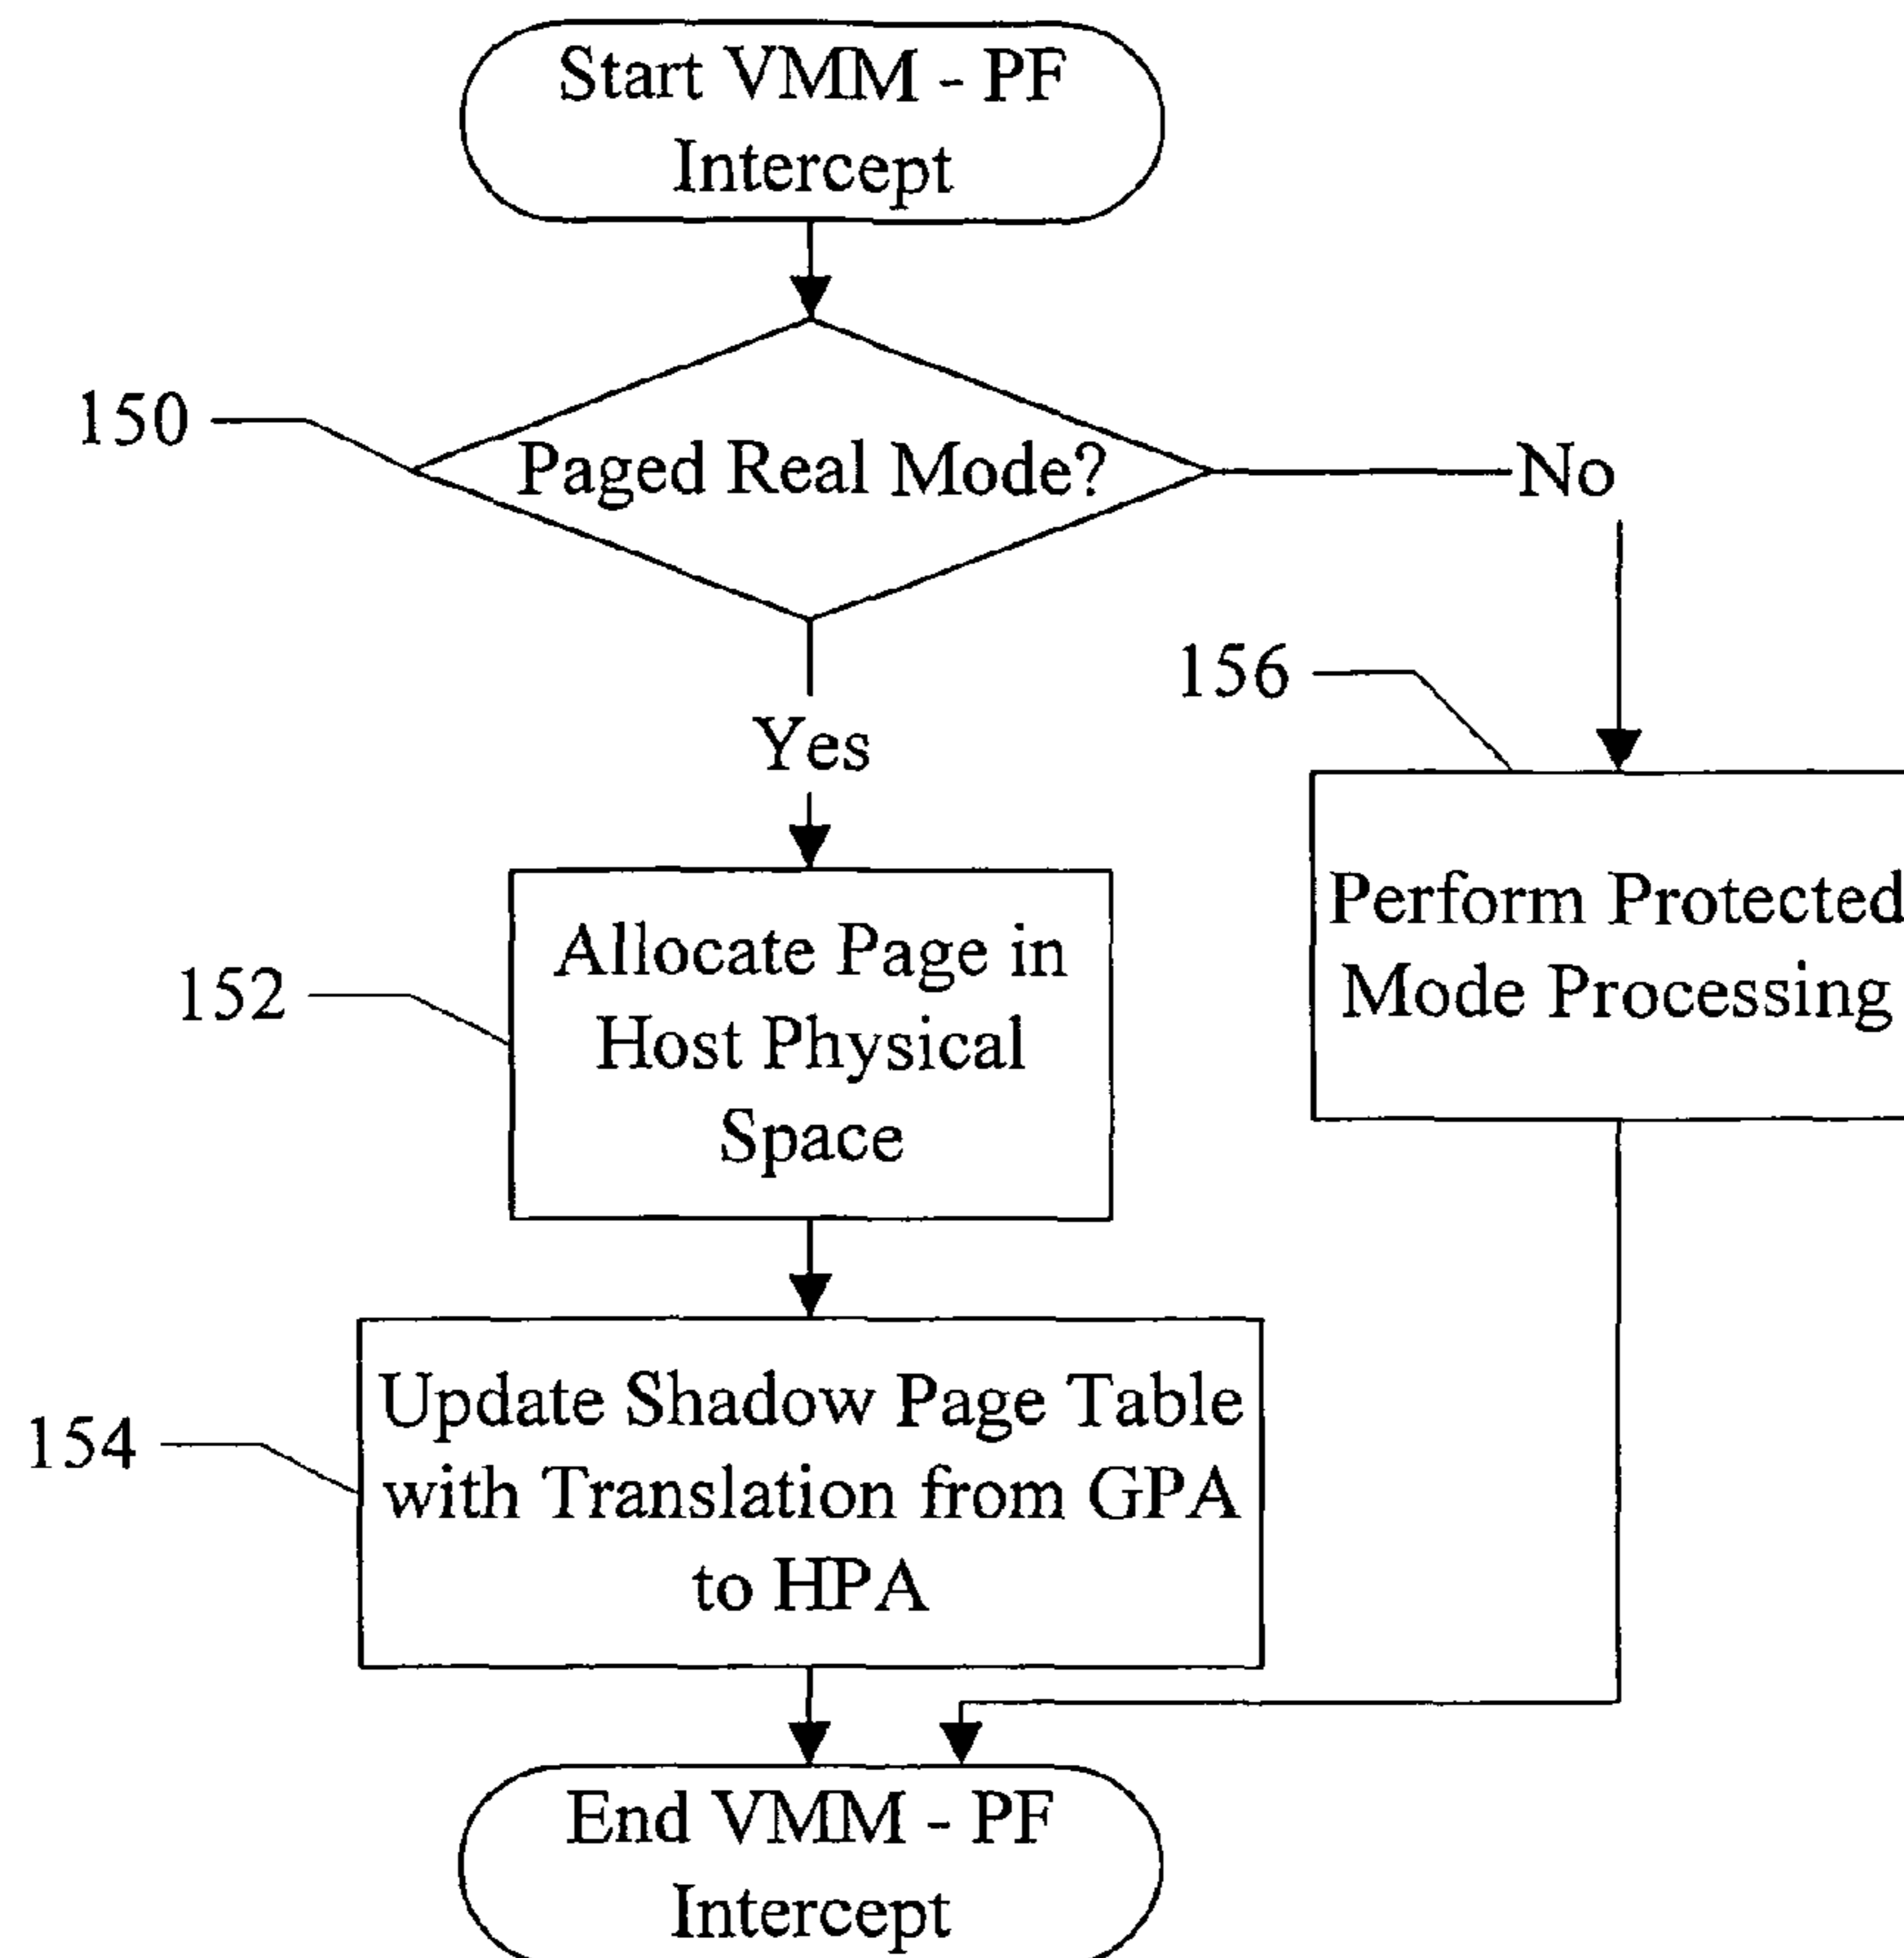 Start VMM - PF
Intercept
150
Paged Real Mode?
No
Yes
156
Perform Protected
Mode Processing
152
Allocate Page in
Host Physical
Space
154
Update Shadow Page Table
with Translation from GPA
to HPA
End VMM - PF
Intercept